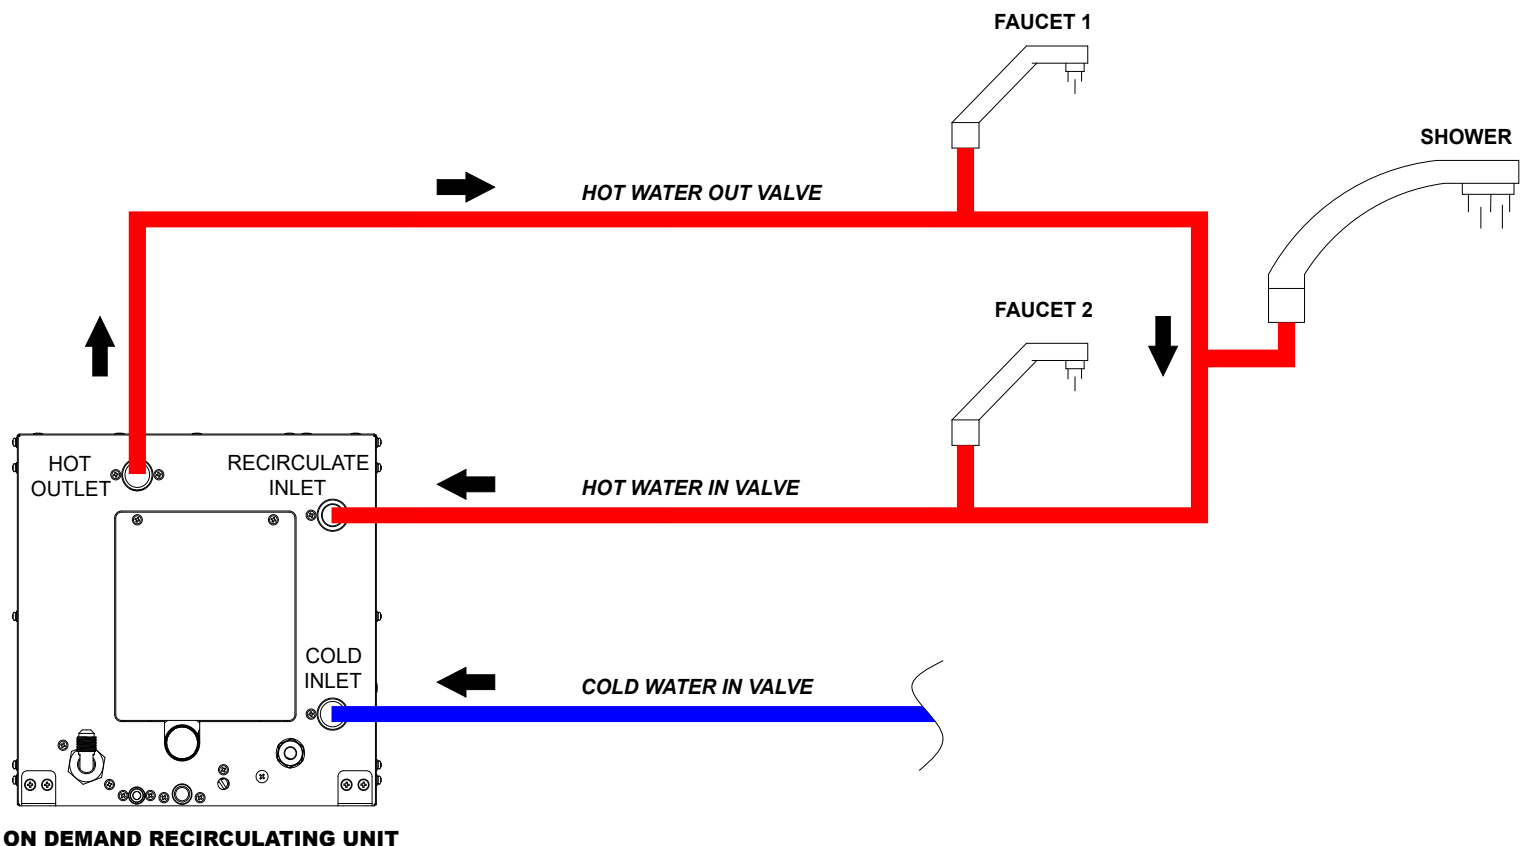 FAUCET 1
SHOWER
HOT WATER OUT VALVE
FAUCET 2
HOT
OUTLET
RECIRCULATE
INLET
HOT WATER IN VALVE
COLD
INLET
COLD WATER IN VALVE
ON DEMAND RECIRCULATING UNIT